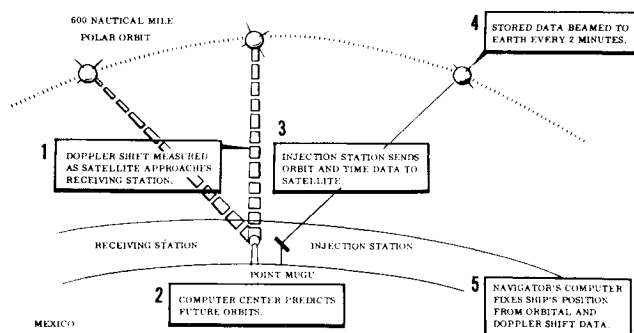 600 NAUTICAL MILE
POLAR ORBIT
4
STORED DATA BEAMED TO
EARTH EVERY 2 MINUTES.
1
DOPPLER SHIFT MEASURED
AS SATELLITE APPROACHES
RECEIVING STATION.
3
INJECTION STATION SENDS
ORBIT AND TIME DATA TO
SATELLITE.
RECEIVING STATION
INJECTION STATION
POINT MUGU
2
COMPUTER CENTER PREDICTS
FUTURE ORBITS.
5
NAVIGATOR'S COMPUTER
FIXES SHIP'S POSITION
FROM ORBITAL AND
DOPPLER SHIFT DATA.
MEXICO